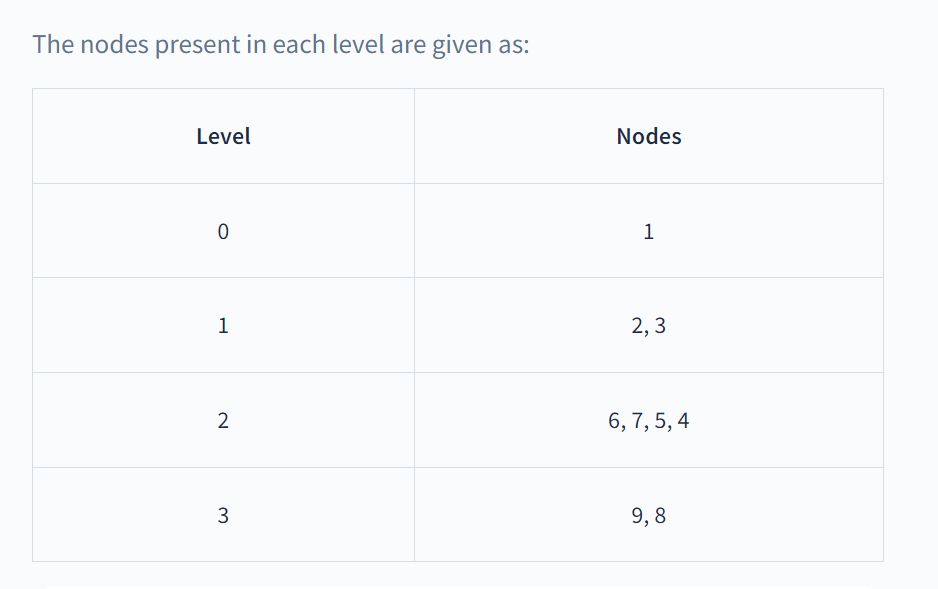 The nodes present in each level are given as:
Level Nodes
0 1
1 2, 3
2 6, 7, 5, 4
3 9, 8